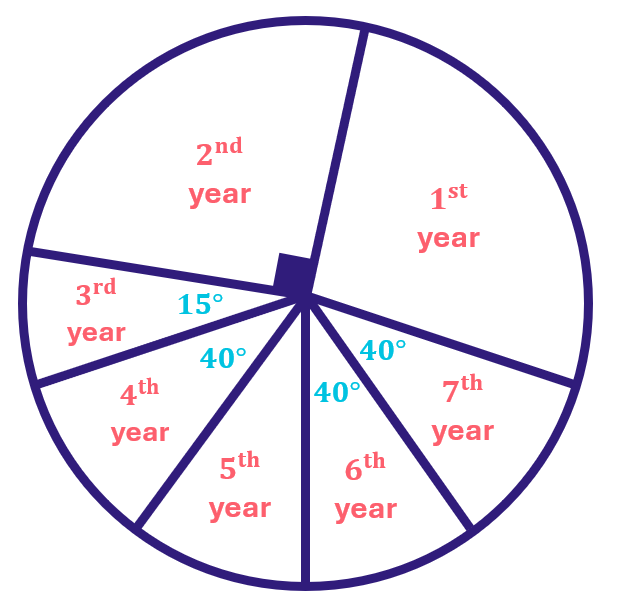 2nd
year
1st
year
3rd
year
15°
40°
4th
year
5th
year
40°
6th
year
40°
7th
year